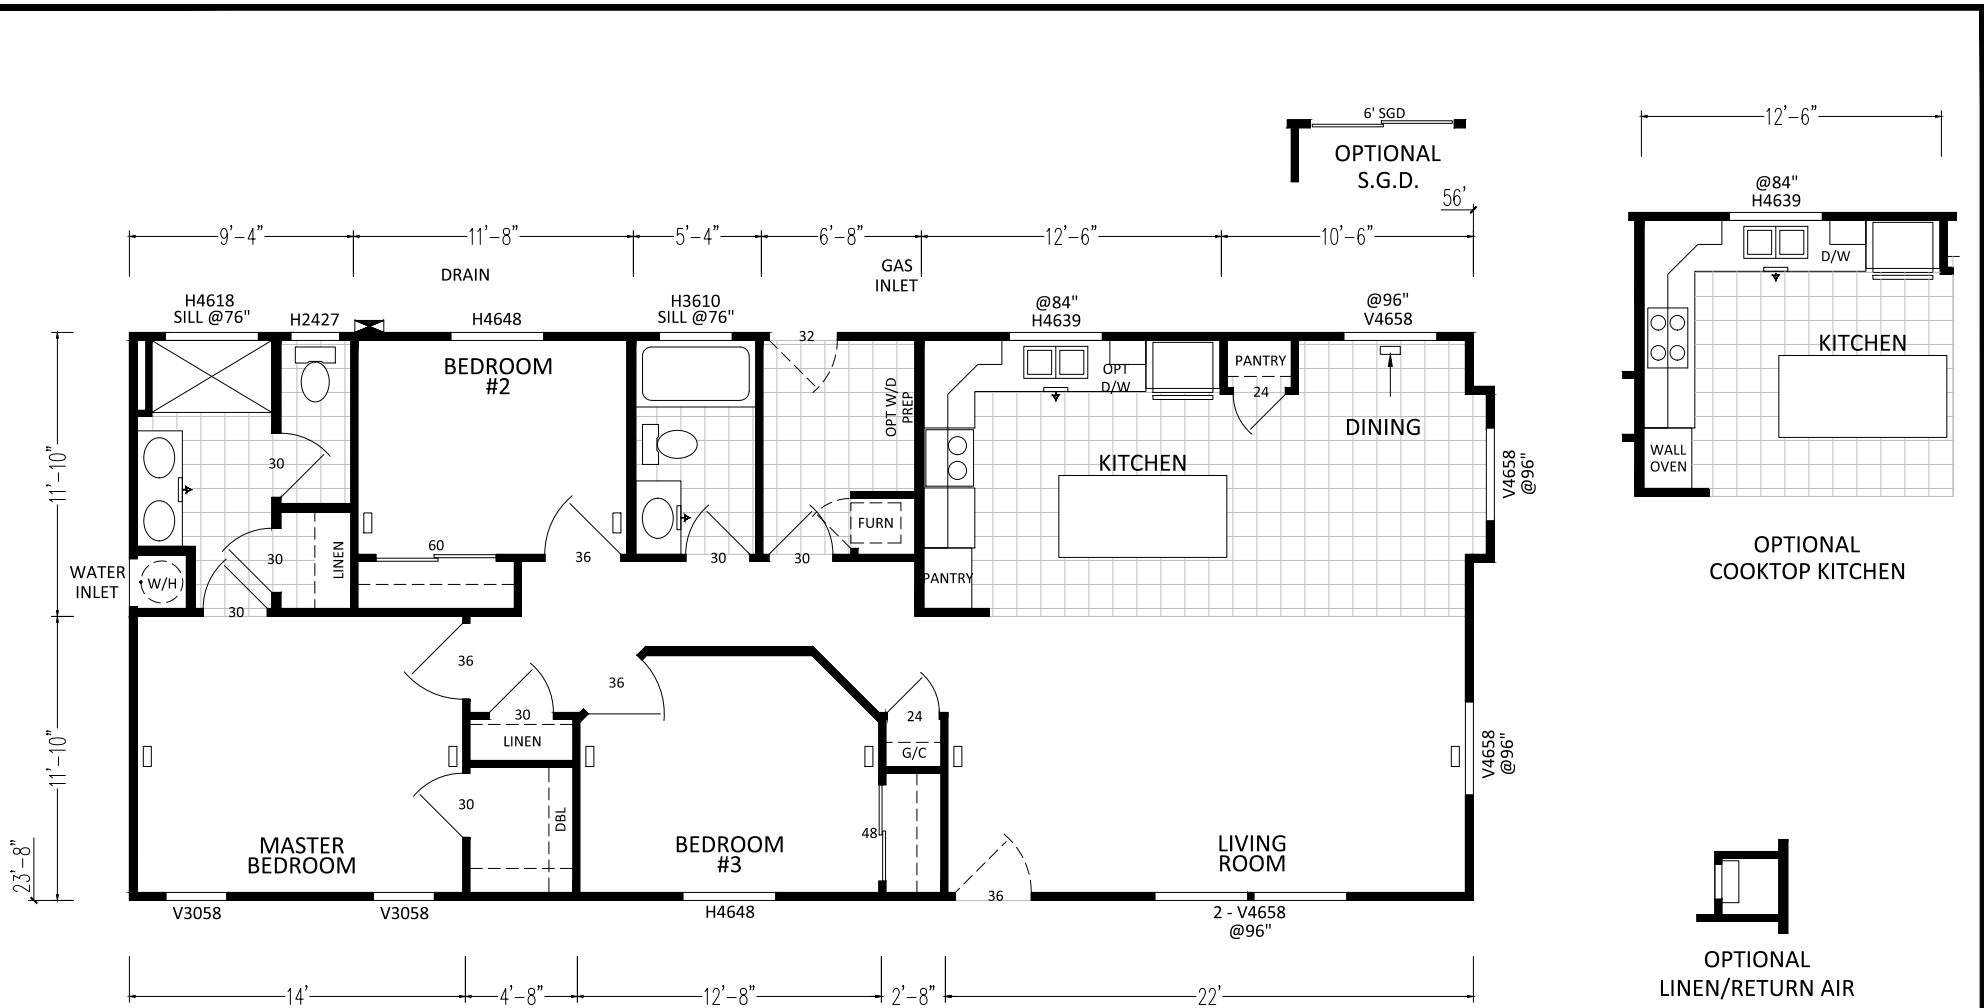 6' SGD
OPTIONAL
S.G.D.
56'
12'-6"
@84"
H4639
D/W
KITCHEN
WALL
OVEN
OPTIONAL
COOKTOP KITCHEN
9'-4"
11'-8"
5'-4"
6'-8"
12'-6"
10'-6"
DRAIN
GAS
INLET
H4618
SILL @76"
H2427
H4648
H3610
SILL @76"
32
@84"
H4639
@96"
V4658
BEDROOM
#2
OPT W/D
PREP
OPT
D/W
PANTRY
24
DINING
KITCHEN
V4658
@96"
11'-10"
30
30
LINEN
60
36
30
30
FURN
PANTRY
WATER
INLET
W/H
30
11'-10"
23'-8"
36
30
LINEN
36
24
G/C
V4658
@96"
30
DBL
48
MASTER
BEDROOM
BEDROOM
#3
LIVING
ROOM
36
V3058
V3058
H4648
2 - V4658
@96"
14'
4'-8"
12'-8"
2'-8"
22'
OPTIONAL
LINEN/RETURN AIR